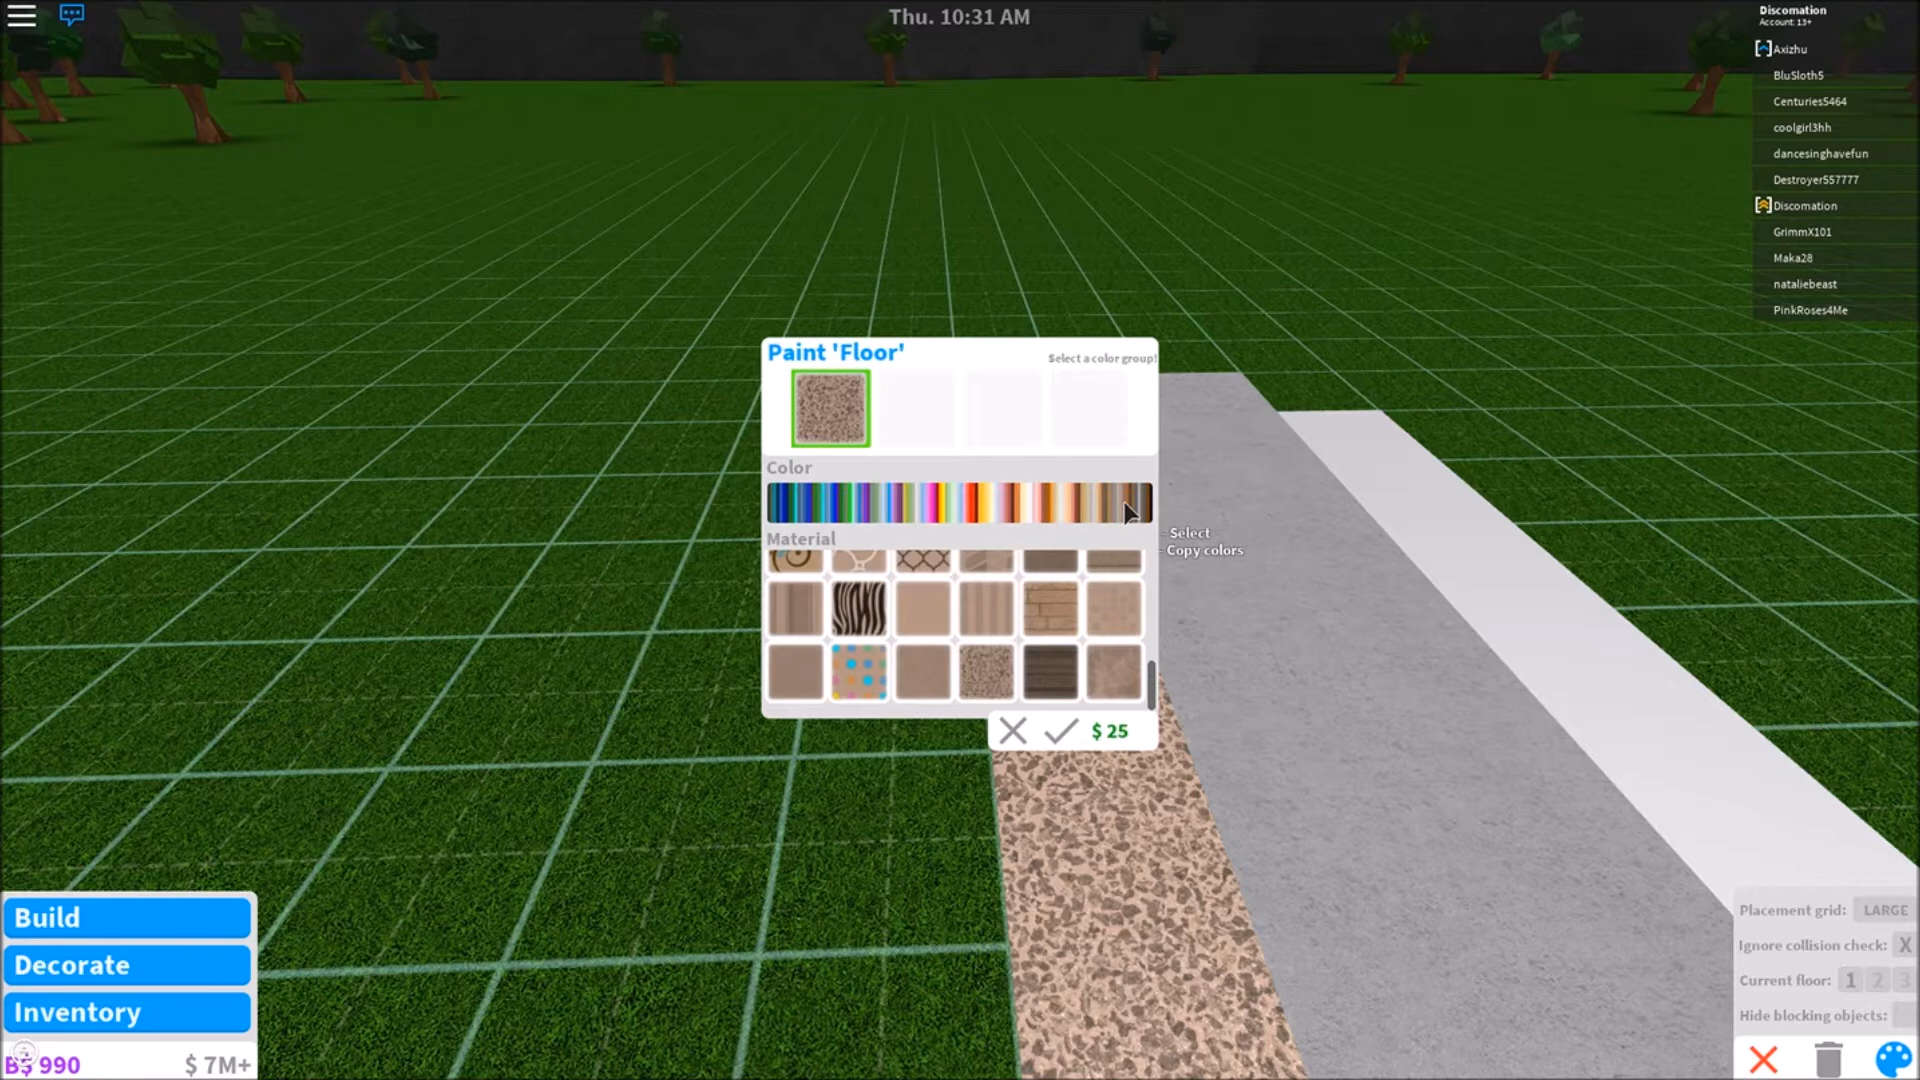 Thu. 10:31 AM
Discomation
Account: 13+
Axizhu
BluSloth5
Centuries5464
coolgirl3hh
dancesinghavefun
Destroyer557777
Discomation
GrimmX101
Maka28
nataliebeast
PinkRoses4Me
Paint 'Floor'
Select a color group!
Color
Material
- Select
- Copy colors
$ 25
Build
Decorate
Inventory
B$ 990
$ 7M+
Placement grid: LARGE
Ignore collision check: X
Current floor: 1 2 3
Hide blocking objects: